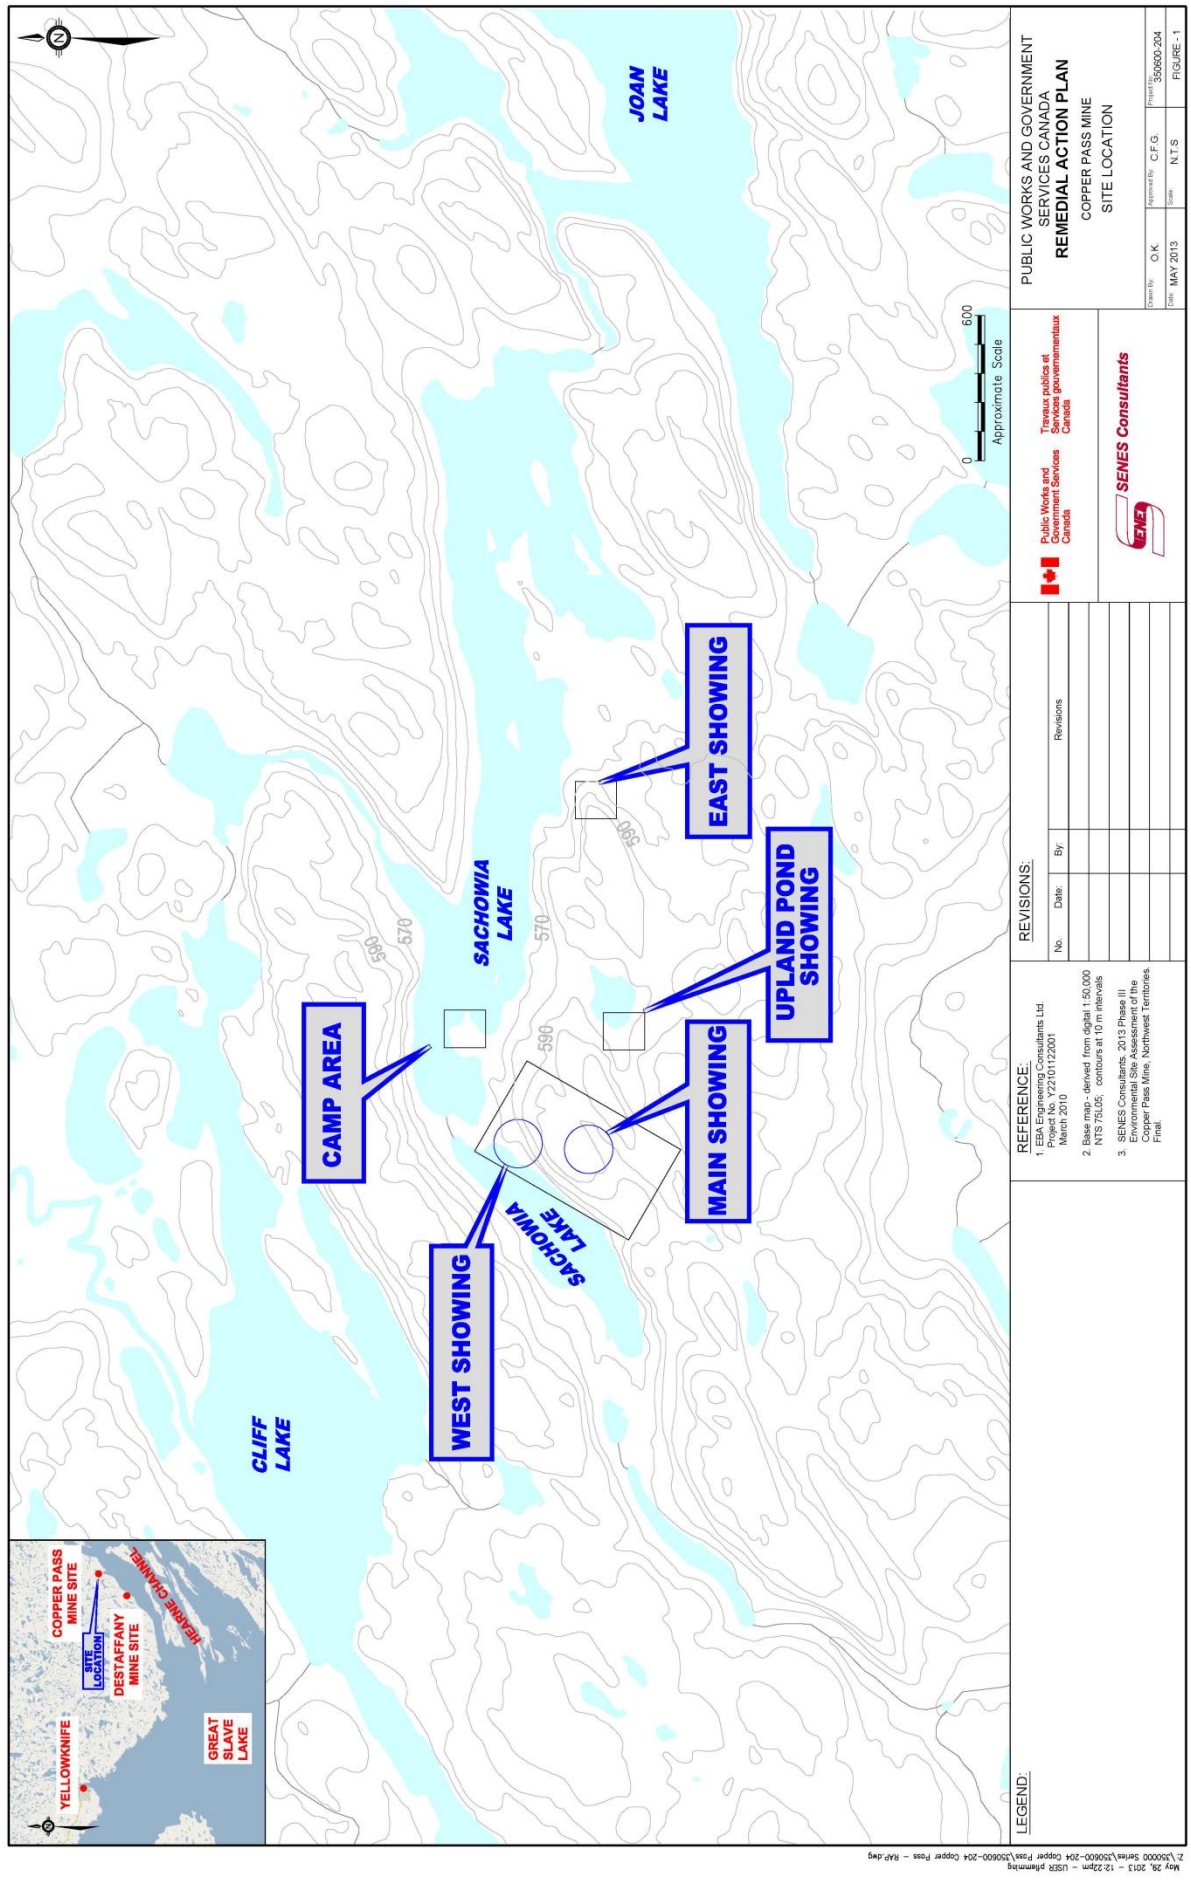 YELLOWKNIFE
COPPER PASS
MINE SITE
SITE
LOCATION
DESTAFFANY
MINE SITE
HEARNE CHANNEL
GREAT
SLAVE
LAKE
N
N
CLIFF
LAKE
JOAN
LAKE
CAMP AREA
590
570
SACHOWIA
LAKE
570
590
590
WEST SHOWING
SACHOWIA
LAKE
MAIN SHOWING
UPLAND POND
SHOWING
EAST SHOWING
0
600
Approximate Scale
LEGEND:
REFERENCE:
1. EBA Engineering Consultants Ltd.
Project No. Y22101122001
March 2010
2. Base map - derived from digital 1:50,000
NTS 75L05; contours at 10 m intervals
3. SENES Consultants. 2013 Phase III
Environmental Site Assessment of the
Copper Pass Mine, Northwest Territories.
Final.
REVISIONS:
No. Date: By: Revisions
Public Works and
Government Services
Canada
Travaux publics et
Services gouvernementaux
Canada
SENES
SENES Consultants
PUBLIC WORKS AND GOVERNMENT
SERVICES CANADA
REMEDIAL ACTION PLAN
COPPER PASS MINE
SITE LOCATION
Drawn By: O.K. Approved By: C.F.G. Project No. 350600-204
Date: MAY 2013 Scale: N.T.S FIGURE - 1
May 29, 2013 - 12:22pm - USER pflamming
Z:\350000 Series\350600\350600-204 Copper Pass\350600-204 Copper Pass - RAP.dwg